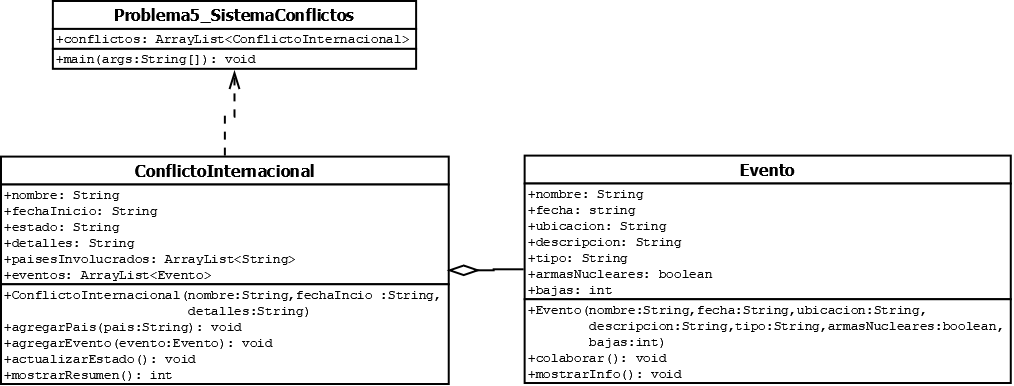 Problema5_SistemaConflictos
+conflictos: ArrayList<ConflictoInternacional>
+main(args:String[]): void
ConflictoInternacional
+nombre: String
+fechaInicio: String
+estado: String
+detalles: String
+paisesInvolucrados: ArrayList<String>
+eventos: ArrayList<Evento>
+ConflictoInternacional(nombre:String,fechaIncio :String,
detalles:String)
+agregarPais(pais:String): void
+agregarEvento(evento:Evento): void
+actualizarEstado(): void
+mostrarResumen(): int
Evento
+nombre: String
+fecha: string
+ubicacion: String
+descripcion: String
+tipo: String
+armasNucleares: boolean
+bajas: int
+Evento(nombre:String,fecha:String,ubicacion:String,
descripcion:String,tipo:String,armasNucleares:boolean,
bajas:int)
+colaborar(): void
+mostrarInfo(): void